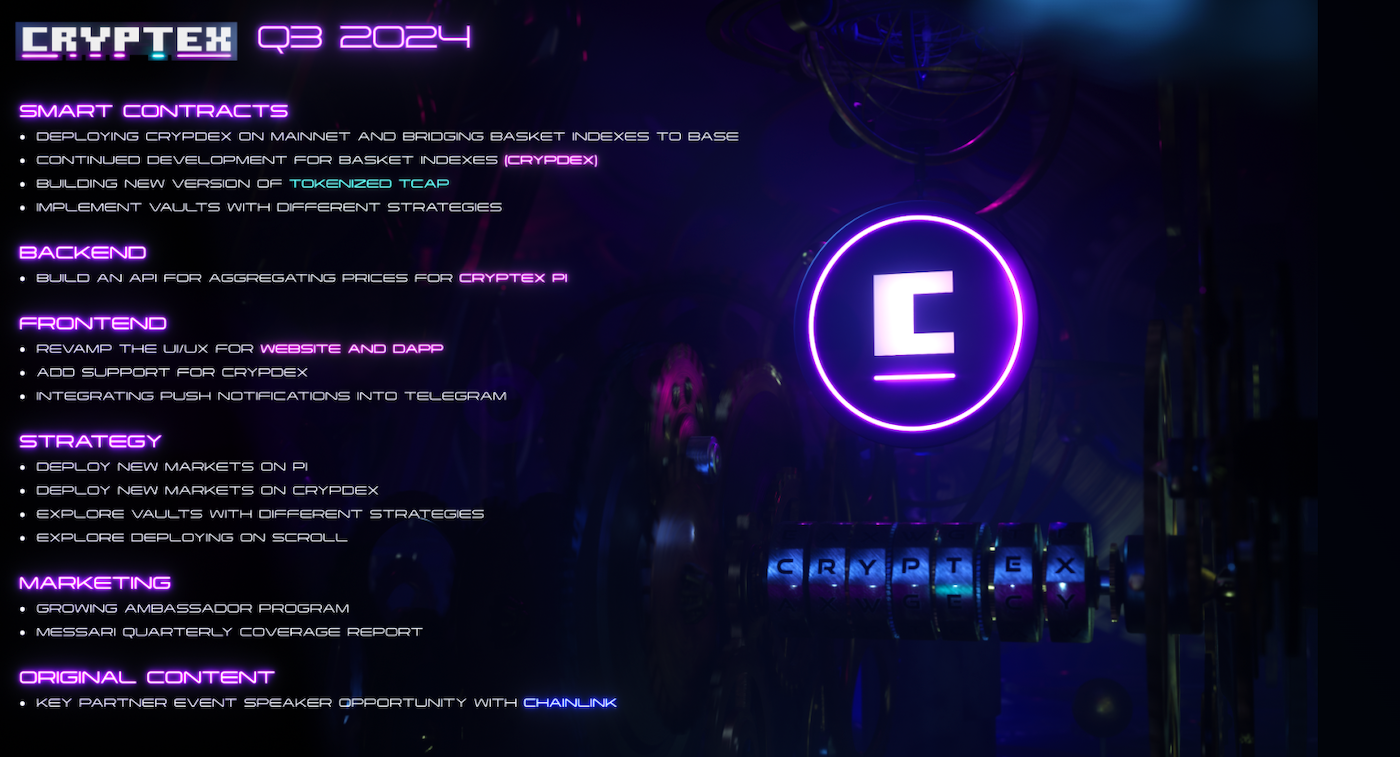 CRYPTEX Q3 2024
SMART CONTRACTS
• DEPLOYING CRYPDEX ON MAINNET AND BRIDGING BASKET INDEXES TO BASE
• CONTINUED DEVELOPMENT FOR BASKET INDEXES (CRYPDEX)
• BUILDING NEW VERSION OF TOKENIZED TCAP
• IMPLEMENT VAULTS WITH DIFFERENT STRATEGIES
BACKEND
• BUILD AN API FOR AGGREGATING PRICES FOR CRYPTEX PI
FRONTEND
• REVAMP THE UI/UX FOR WEBSITE AND DAPP
• ADD SUPPORT FOR CRYPDEX
• INTEGRATING PUSH NOTIFICATIONS INTO TELEGRAM
STRATEGY
• DEPLOY NEW MARKETS ON PI
• DEPLOY NEW MARKETS ON CRYPDEX
• EXPLORE VAULTS WITH DIFFERENT STRATEGIES
• EXPLORE DEPLOYING ON SCROLL
MARKETING
• GROWING AMBASSADOR PROGRAM
• MESSARI QUARTERLY COVERAGE REPORT
ORIGINAL CONTENT
• KEY PARTNER EVENT SPEAKER OPPORTUNITY WITH CHAINLINK
C
CRYPTEX